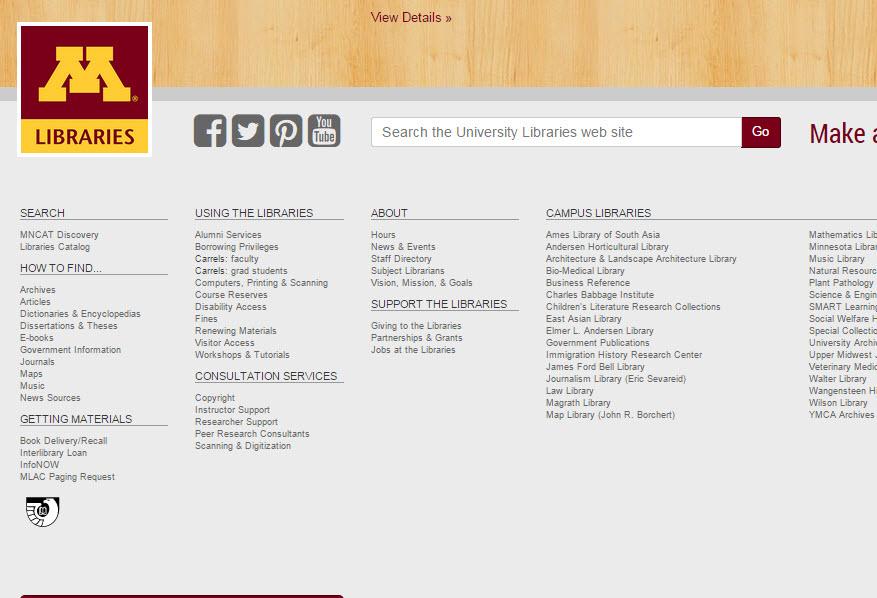 View Details »
M
LIBRARIES
You
Tube
Search the University Libraries web site
Go
Make a
SEARCH
MNCAT Discovery
Libraries Catalog
HOW TO FIND...
Archives
Articles
Dictionaries & Encyclopedias
Dissertations & Theses
E-books
Government Information
Journals
Maps
Music
News Sources
GETTING MATERIALS
Book Delivery/Recall
Interlibrary Loan
InfoNOW
MLAC Paging Request
USING THE LIBRARIES
Alumni Services
Borrowing Privileges
Carrels: faculty
Carrels: grad students
Computers, Printing & Scanning
Course Reserves
Disability Access
Fines
Renewing Materials
Visitor Access
Workshops & Tutorials
CONSULTATION SERVICES
Copyright
Instructor Support
Researcher Support
Peer Research Consultants
Scanning & Digitization
ABOUT
Hours
News & Events
Staff Directory
Subject Librarians
Vision, Mission, & Goals
SUPPORT THE LIBRARIES
Giving to the Libraries
Partnerships & Grants
Jobs at the Libraries
CAMPUS LIBRARIES
Ames Library of South Asia
Andersen Horticultural Library
Architecture & Landscape Architecture Library
Bio-Medical Library
Business Reference
Charles Babbage Institute
Children's Literature Research Collections
East Asian Library
Elmer L. Andersen Library
Government Publications
Immigration History Research Center
James Ford Bell Library
Journalism Library (Eric Sevareid)
Law Library
Magrath Library
Map Library (John R. Borchert)
Mathematics Lib
Minnesota Librar
Music Library
Natural Resourc
Plant Pathology
Science & Engin
SMART Learning
Social Welfare H
Special Collectio
University Archiv
Upper Midwest J
Veterinary Medic
Walter Library
Wangensteen Hi
Wilson Library
YMCA Archives